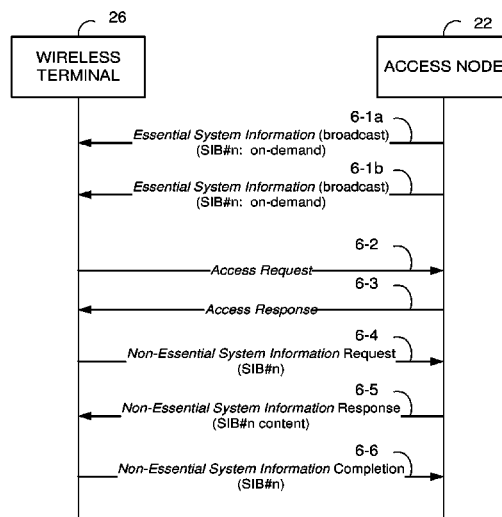 26
22
WIRELESS
TERMINAL
ACCESS NODE
6-1a
Essential System Information (broadcast)
(SIB#n: on-demand)
6-1b
Essential System Information (broadcast)
(SIB#n: on-demand)
6-2
Access Request
6-3
Access Response
6-4
Non-Essential System Information Request
(SIB#n)
6-5
Non-Essential System Information Response
(SIB#n content)
6-6
Non-Essential System Information Completion
(SIB#n)